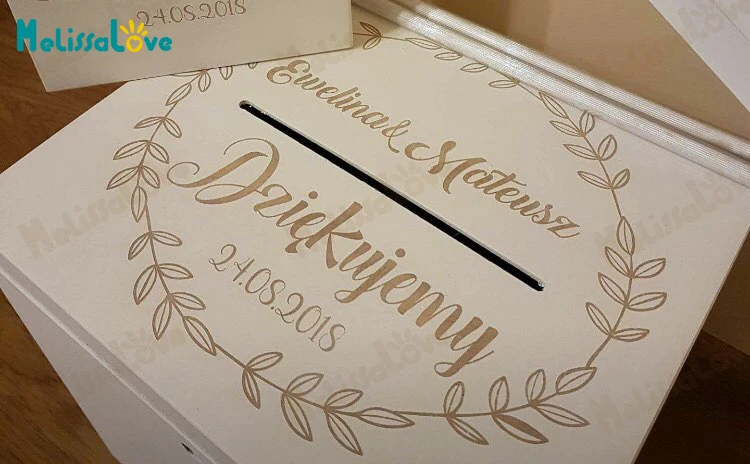 24.08.2018
MelissaLove
Ewelina & Mateusz
Dziękujemy
24.08.2018